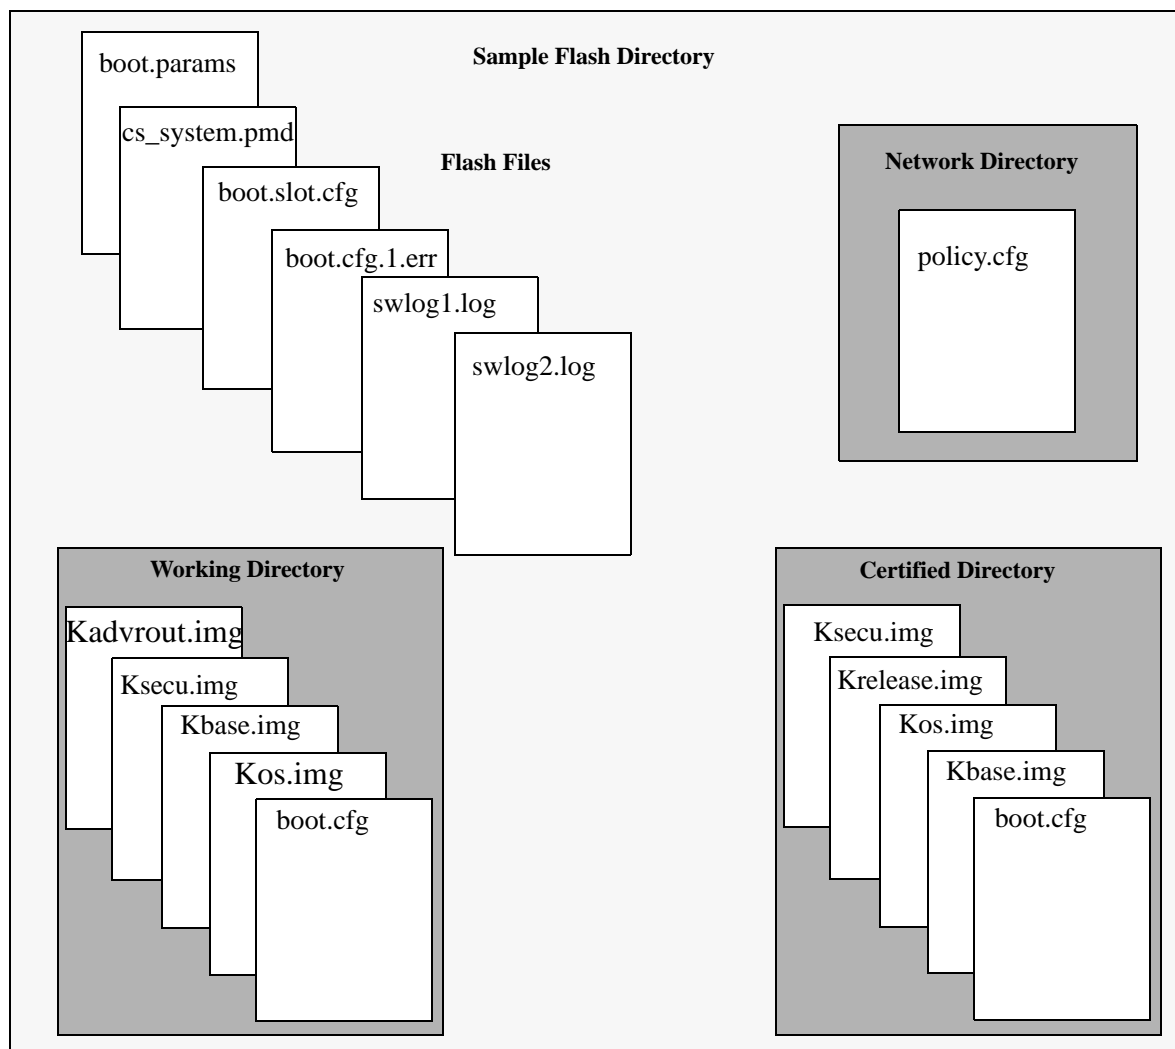 Sample Flash Directory
boot.params
cs_system.pmd
Flash Files
boot.slot.cfg
boot.cfg.1.err
swlog1.log
swlog2.log
Network Directory
policy.cfg
Working Directory
Kadvrout.img
Ksecu.img
Kbase.img
Kos.img
boot.cfg
Certified Directory
Ksecu.img
Krelease.img
Kos.img
Kbase.img
boot.cfg